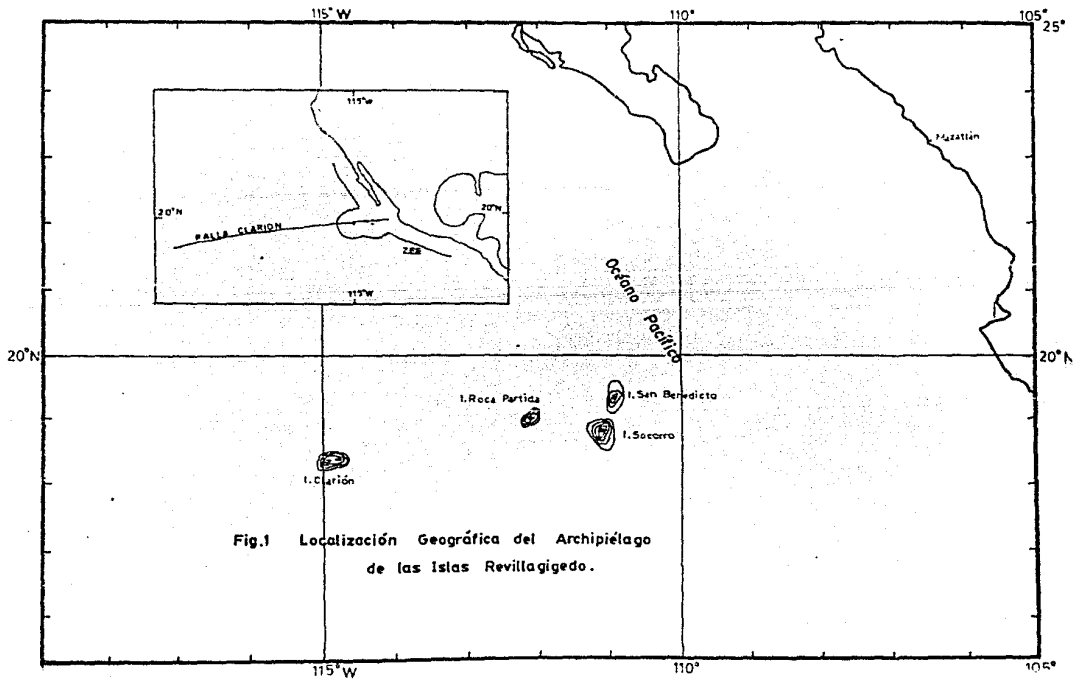 115°W
110°
105°
25°
115°W
Mazatlán
20°N
20°N
FALLA CLARION
ZEE
115°W
Océano Pacífico
20°N
20°N
I. Roca Partida
I. San Benedicto
I. Socorro
I. Clarión
Fig.1 Localización Geográfica del Archipiélago
de las Islas Revillagigedo.
115°W
110°
105°